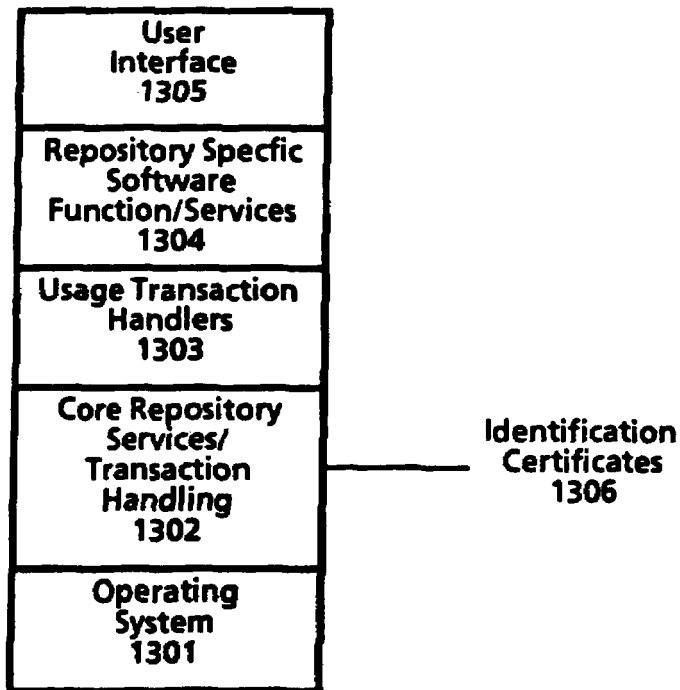 User
Interface
1305
Repository Specfic
Software
Function/Services
1304
Usage Transaction
Handlers
1303
Core Repository
Services/
Transaction
Handling
1302
Identification
Certificates
1306
Operating
System
1301